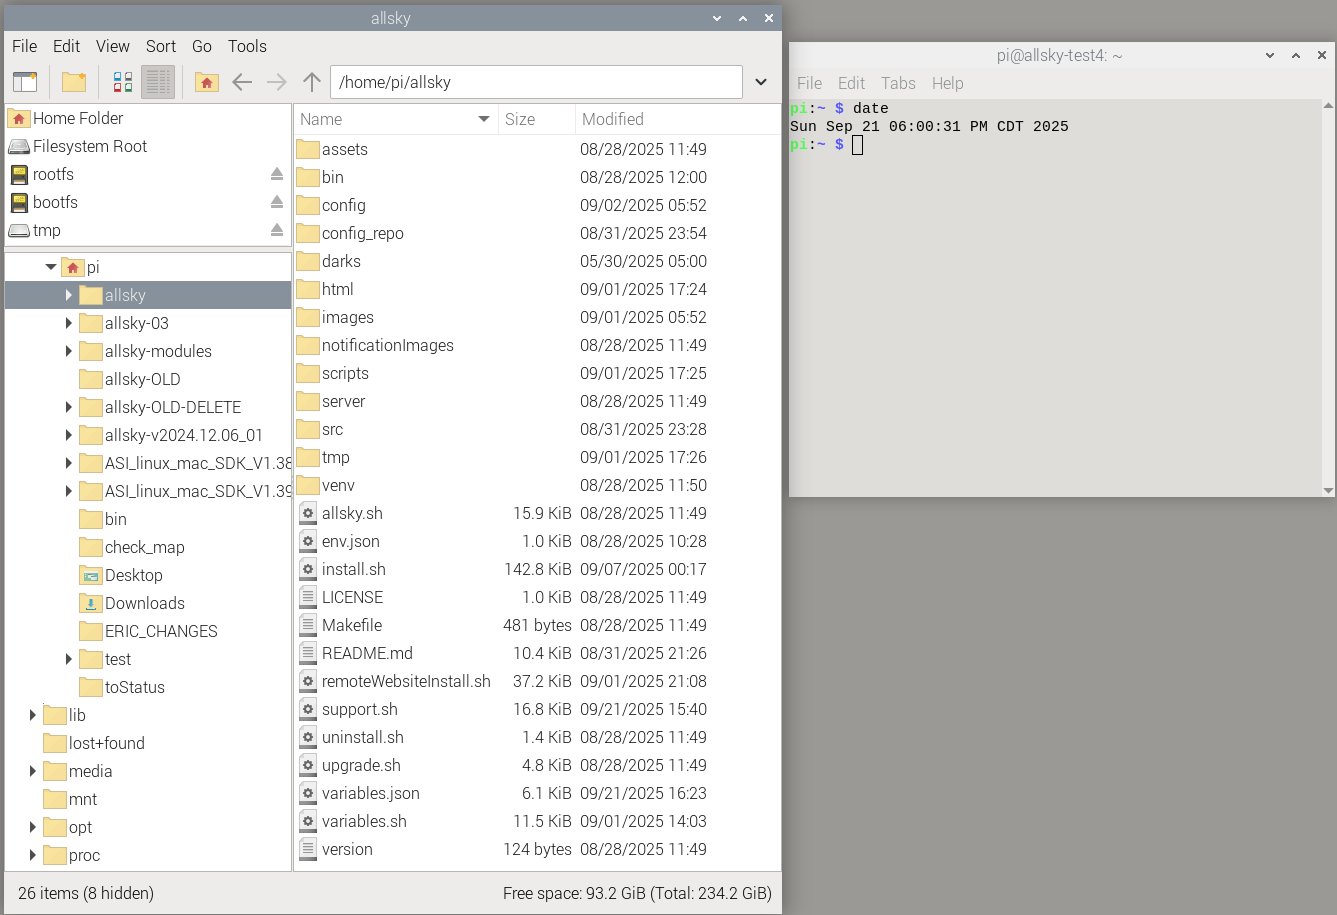 allsky
File Edit View Sort Go Tools
/home/pi/allsky
Home Folder
Filesystem Root
rootfs
bootfs
tmp
pi
allsky
allsky-03
allsky-modules
allsky-OLD
allsky-OLD-DELETE
allsky-v2024.12.06_01
ASI_linux_mac_SDK_V1.38
ASI_linux_mac_SDK_V1.39
bin
check_map
Desktop
Downloads
ERIC_CHANGES
test
toStatus
lib
lost+found
media
mnt
opt
proc
Name Size Modified
assets 08/28/2025 11:49
bin 08/28/2025 12:00
config 09/02/2025 05:52
config_repo 08/31/2025 23:54
darks 05/30/2025 05:00
html 09/01/2025 17:24
images 09/01/2025 05:52
notificationImages 08/28/2025 11:49
scripts 09/01/2025 17:25
server 08/28/2025 11:49
src 08/31/2025 23:28
tmp 09/01/2025 17:26
venv 08/28/2025 11:50
allsky.sh 15.9 KiB 08/28/2025 11:49
env.json 1.0 KiB 08/28/2025 10:28
install.sh 142.8 KiB 09/07/2025 00:17
LICENSE 1.0 KiB 08/28/2025 11:49
Makefile 481 bytes 08/28/2025 11:49
README.md 10.4 KiB 08/31/2025 21:26
remoteWebsiteInstall.sh 37.2 KiB 09/01/2025 21:08
support.sh 16.8 KiB 09/21/2025 15:40
uninstall.sh 1.4 KiB 08/28/2025 11:49
upgrade.sh 4.8 KiB 08/28/2025 11:49
variables.json 6.1 KiB 09/21/2025 16:23
variables.sh 11.5 KiB 09/01/2025 14:03
version 124 bytes 08/28/2025 11:49
26 items (8 hidden) Free space: 93.2 GiB (Total: 234.2 GiB)
pi@allsky-test4: ~
File Edit Tabs Help
pi:~ $ date
Sun Sep 21 06:00:31 PM CDT 2025
pi:~ $